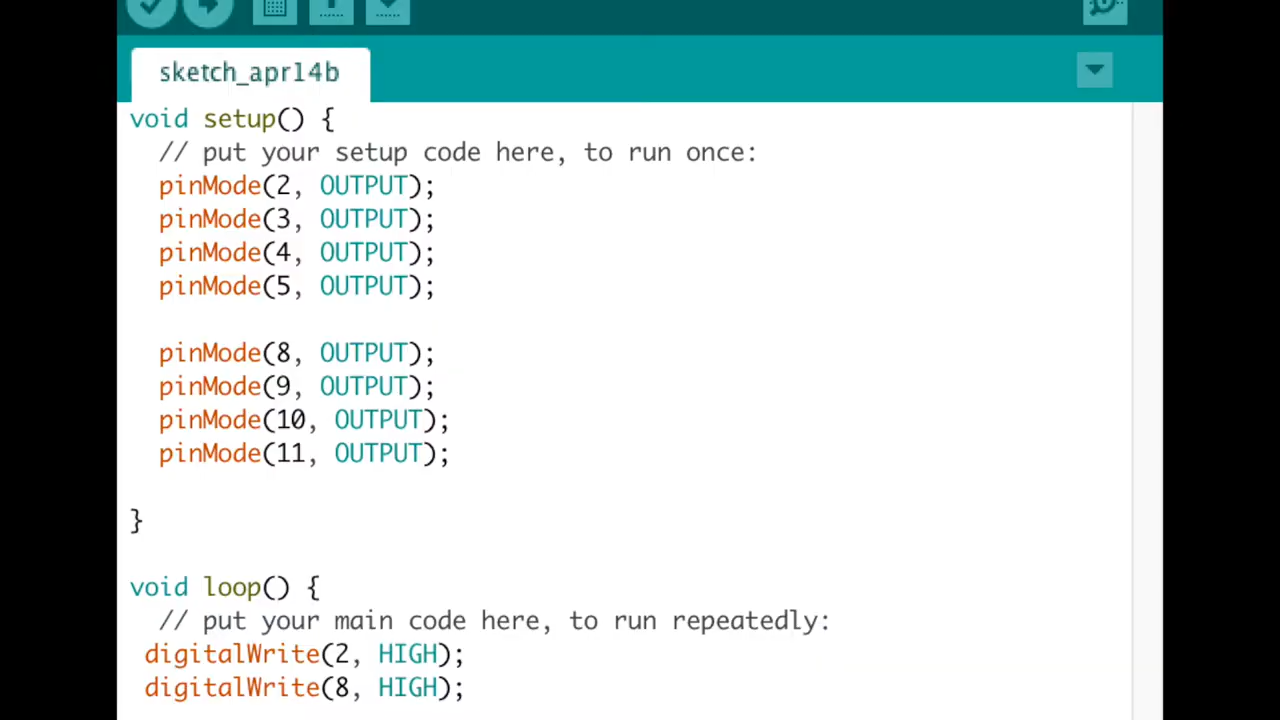 sketch_apr14b
void setup() {
// put your setup code here, to run once:
pinMode(2, OUTPUT);
pinMode(3, OUTPUT);
pinMode(4, OUTPUT);
pinMode(5, OUTPUT);
pinMode(8, OUTPUT);
pinMode(9, OUTPUT);
pinMode(10, OUTPUT);
pinMode(11, OUTPUT);
}
void loop() {
// put your main code here, to run repeatedly:
digitalWrite(2, HIGH);
digitalWrite(8, HIGH);